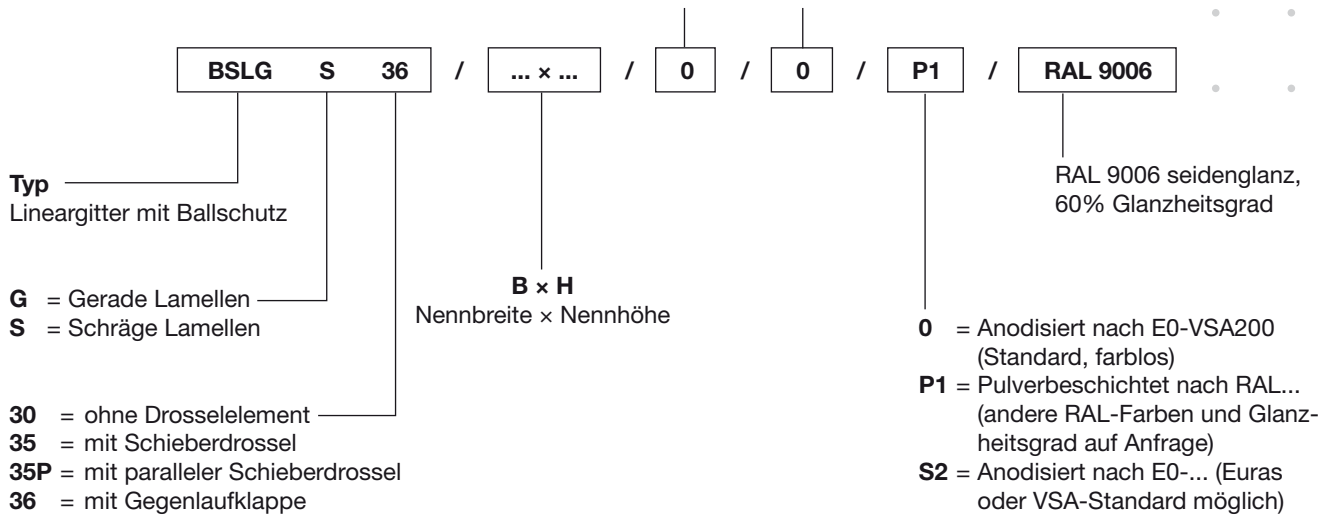 BSLG S 36 / ... × ... / 0 / 0 / P1 / RAL 9006
Typ
Lineargitter mit Ballschutz
RAL 9006 seidenglanz,
60% Glanzheitsgrad
G = Gerade Lamellen
S = Schräge Lamellen
B × H
Nennbreite × Nennhöhe
30 = ohne Drosselelement
35 = mit Schieberdrossel
35P = mit paralleler Schieberdrossel
36 = mit Gegenlaufklappe
0 = Anodisiert nach E0-VSA200
(Standard, farblos)
P1 = Pulverbeschichtet nach RAL...
(andere RAL-Farben und Glanz-
heitsgrad auf Anfrage)
S2 = Anodisiert nach E0-... (Euras
oder VSA-Standard möglich)